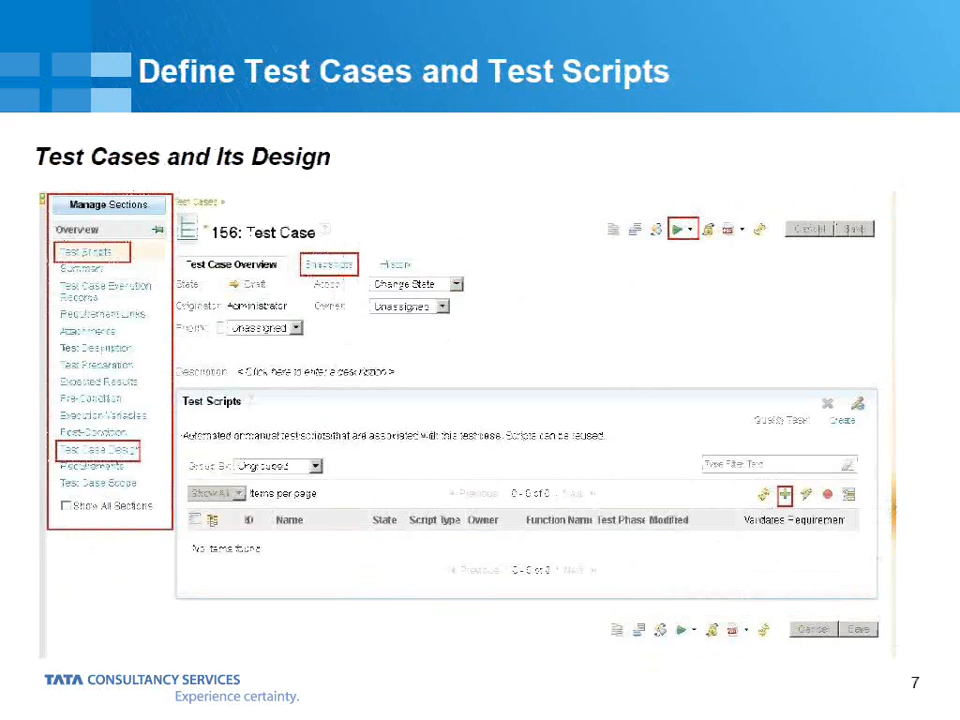 Define Test Cases and Test Scripts
Test Cases and Its Design
Manage Sections
Test Cases »
Overview
156: Test Case
Cancel Save
Test Scripts
Summary
Test Case Execution
Records
Requirement Links
Attachments
Test Description
Test Preparation
Expected Results
Pre-Condition
Execution Variables
Post-Condition
Test Case Design
Requirements
Test Case Scope
Show All Sections
Test Case Overview Snapshots History
State Draft Action Change State
Originator Administrator Owner Unassigned
Priority Unassigned
Description < Click here to enter a description >
Test Scripts
Quality Task: Create
Automated or manual test scripts that are associated with this test case. Scripts can be reused.
Group By: Ungrouped
Type Filter Text
Show All Items per page
Previous 0 - 0 of 0 Next
ID Name State Script Type Owner Function Name Test Phase Modified Validates Requirement
No items found
Previous 0 - 0 of 0 Next
Cancel Save
TATA CONSULTANCY SERVICES
Experience certainty.
7